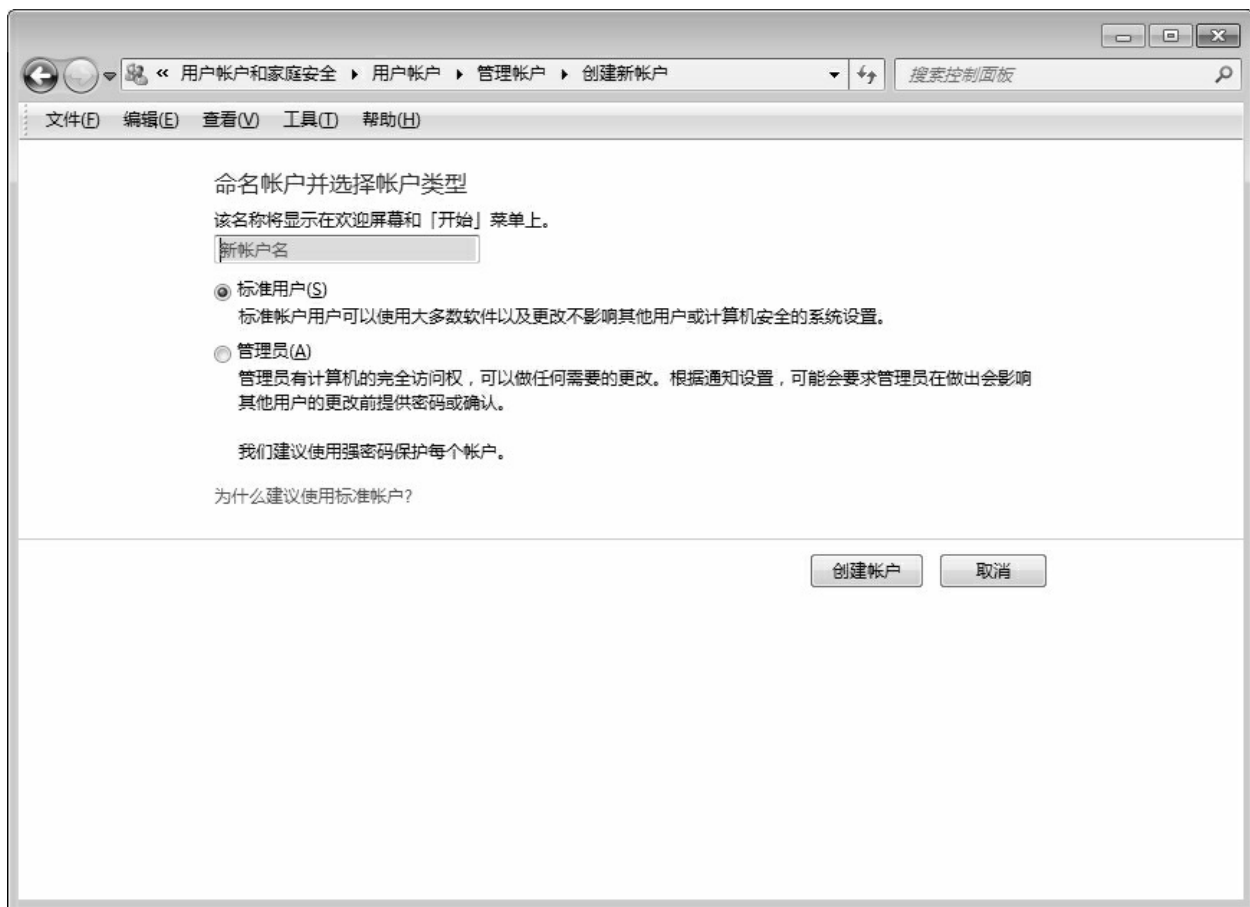 « 用户帐户和家庭安全 ▸ 用户帐户 ▸ 管理帐户 ▸ 创建新帐户
搜索控制面板
文件(F) 编辑(E) 查看(V) 工具(T) 帮助(H)
命名帐户并选择帐户类型
该名称将显示在欢迎屏幕和「开始」菜单上。
新帐户名
标准用户(S)
标准帐户用户可以使用大多数软件以及更改不影响其他用户或计算机安全的系统设置。
管理员(A)
管理员有计算机的完全访问权，可以做任何需要的更改。根据通知设置，可能会要求管理员在做出会影响
其他用户的更改前提供密码或确认。
我们建议使用强密码保护每个帐户。
为什么建议使用标准帐户?
创建帐户
取消